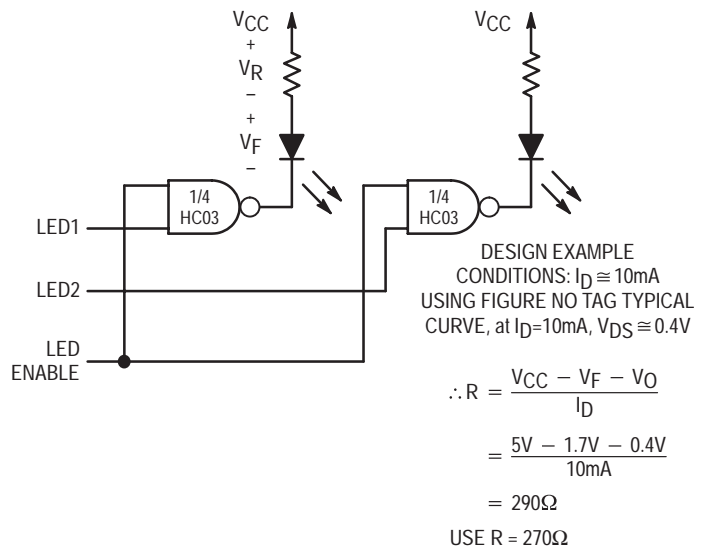 VCC
+
VR
−
+
VF
−
1/4
HC03
VCC
1/4
HC03
LED1
LED2
LED
ENABLE
DESIGN EXAMPLE
CONDITIONS: ID ≅ 10mA
USING FIGURE NO TAG TYPICAL
CURVE, at ID=10mA, VDS ≅ 0.4V
∴ R = (VCC − VF − VO) / ID
= (5V − 1.7V − 0.4V) / 10mA
= 290Ω
USE R = 270Ω